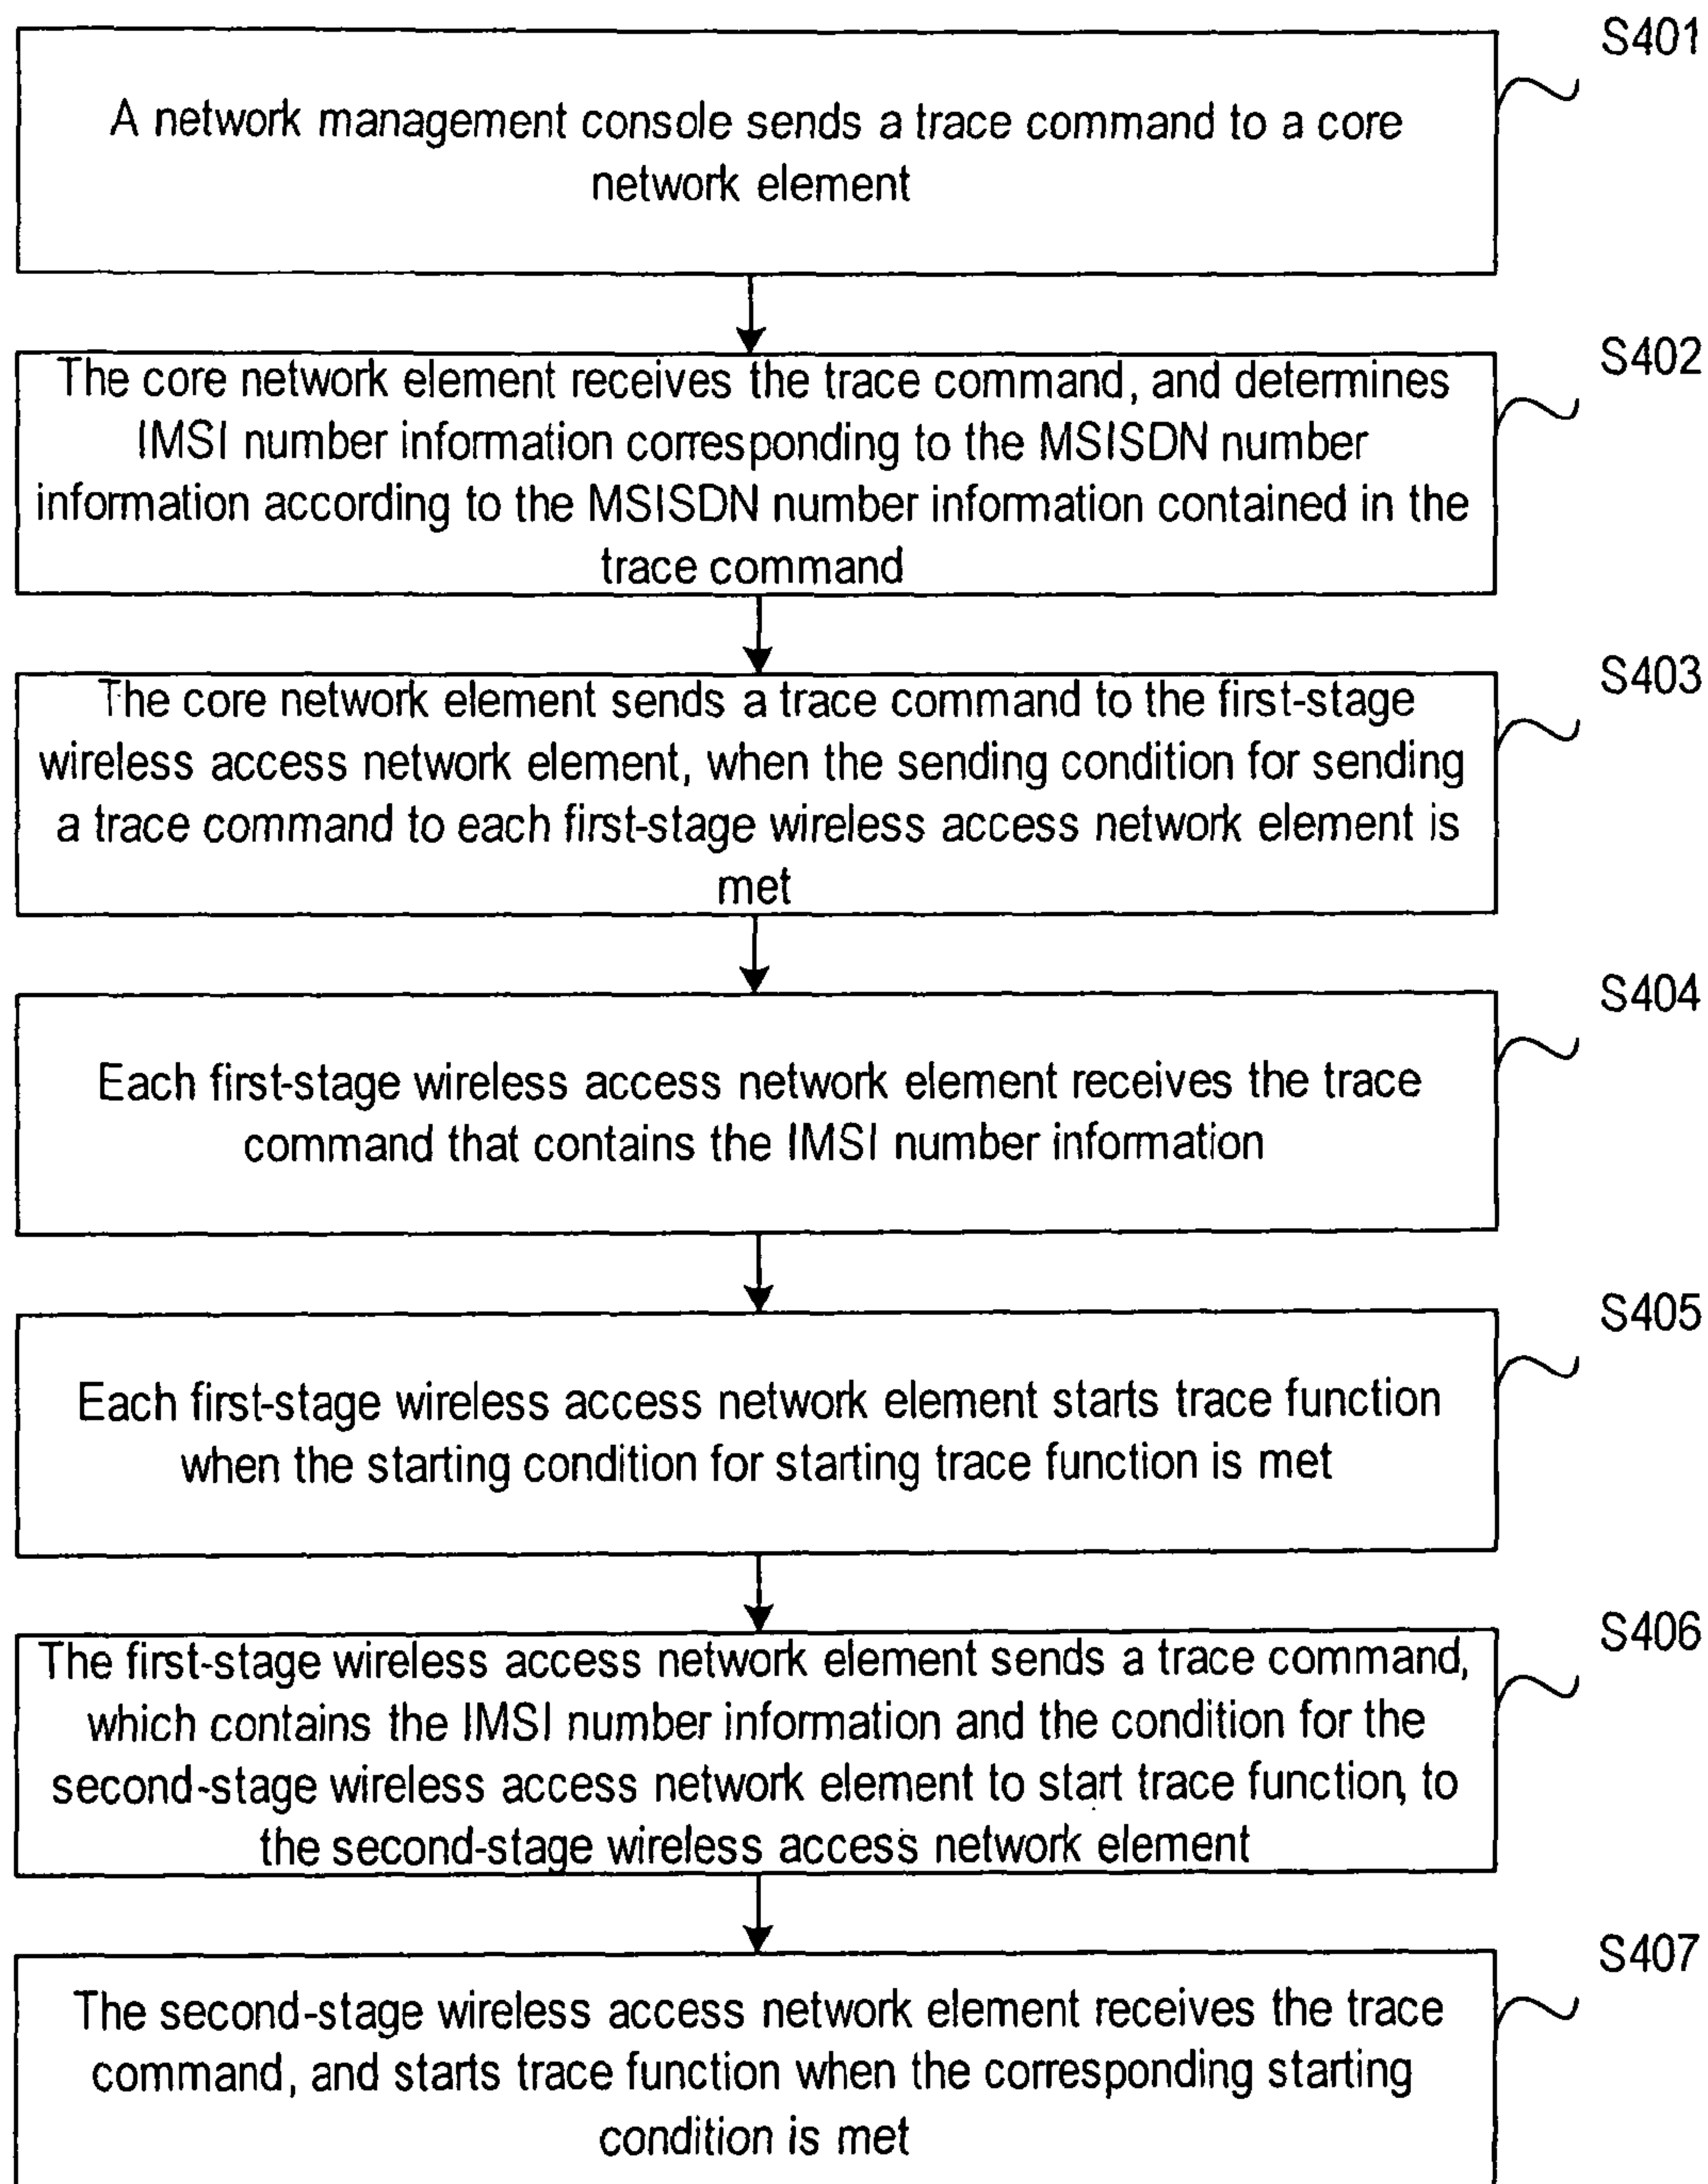 S401
A network management console sends a trace command to a core
network element
S402
The core network element receives the trace command, and determines
IMSI number information corresponding to the MSISDN number
information according to the MSISDN number information contained in the
trace command
S403
The core network element sends a trace command to the first-stage
wireless access network element, when the sending condition for sending
a trace command to each first-stage wireless access network element is
met
S404
Each first-stage wireless access network element receives the trace
command that contains the IMSI number information
S405
Each first-stage wireless access network element starts trace function
when the starting condition for starting trace function is met
S406
The first-stage wireless access network element sends a trace command,
which contains the IMSI number information and the condition for the
second-stage wireless access network element to start trace function, to
the second-stage wireless access network element
S407
The second-stage wireless access network element receives the trace
command, and starts trace function when the corresponding starting
condition is met